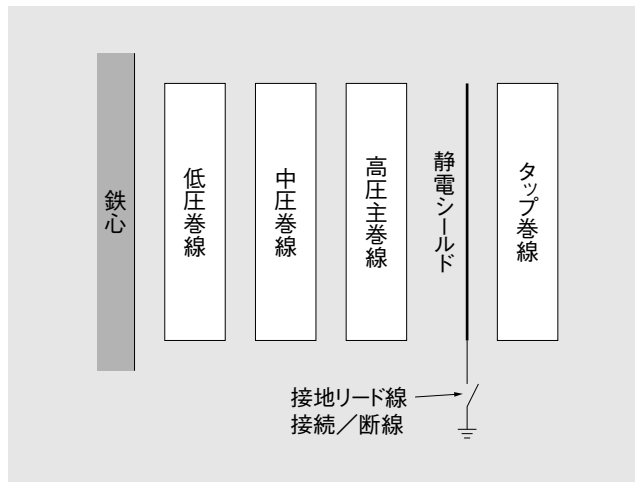 鉄心
低圧巻線
中圧巻線
高圧主巻線
静電シールド
タップ巻線
接地リード線
接続／断線